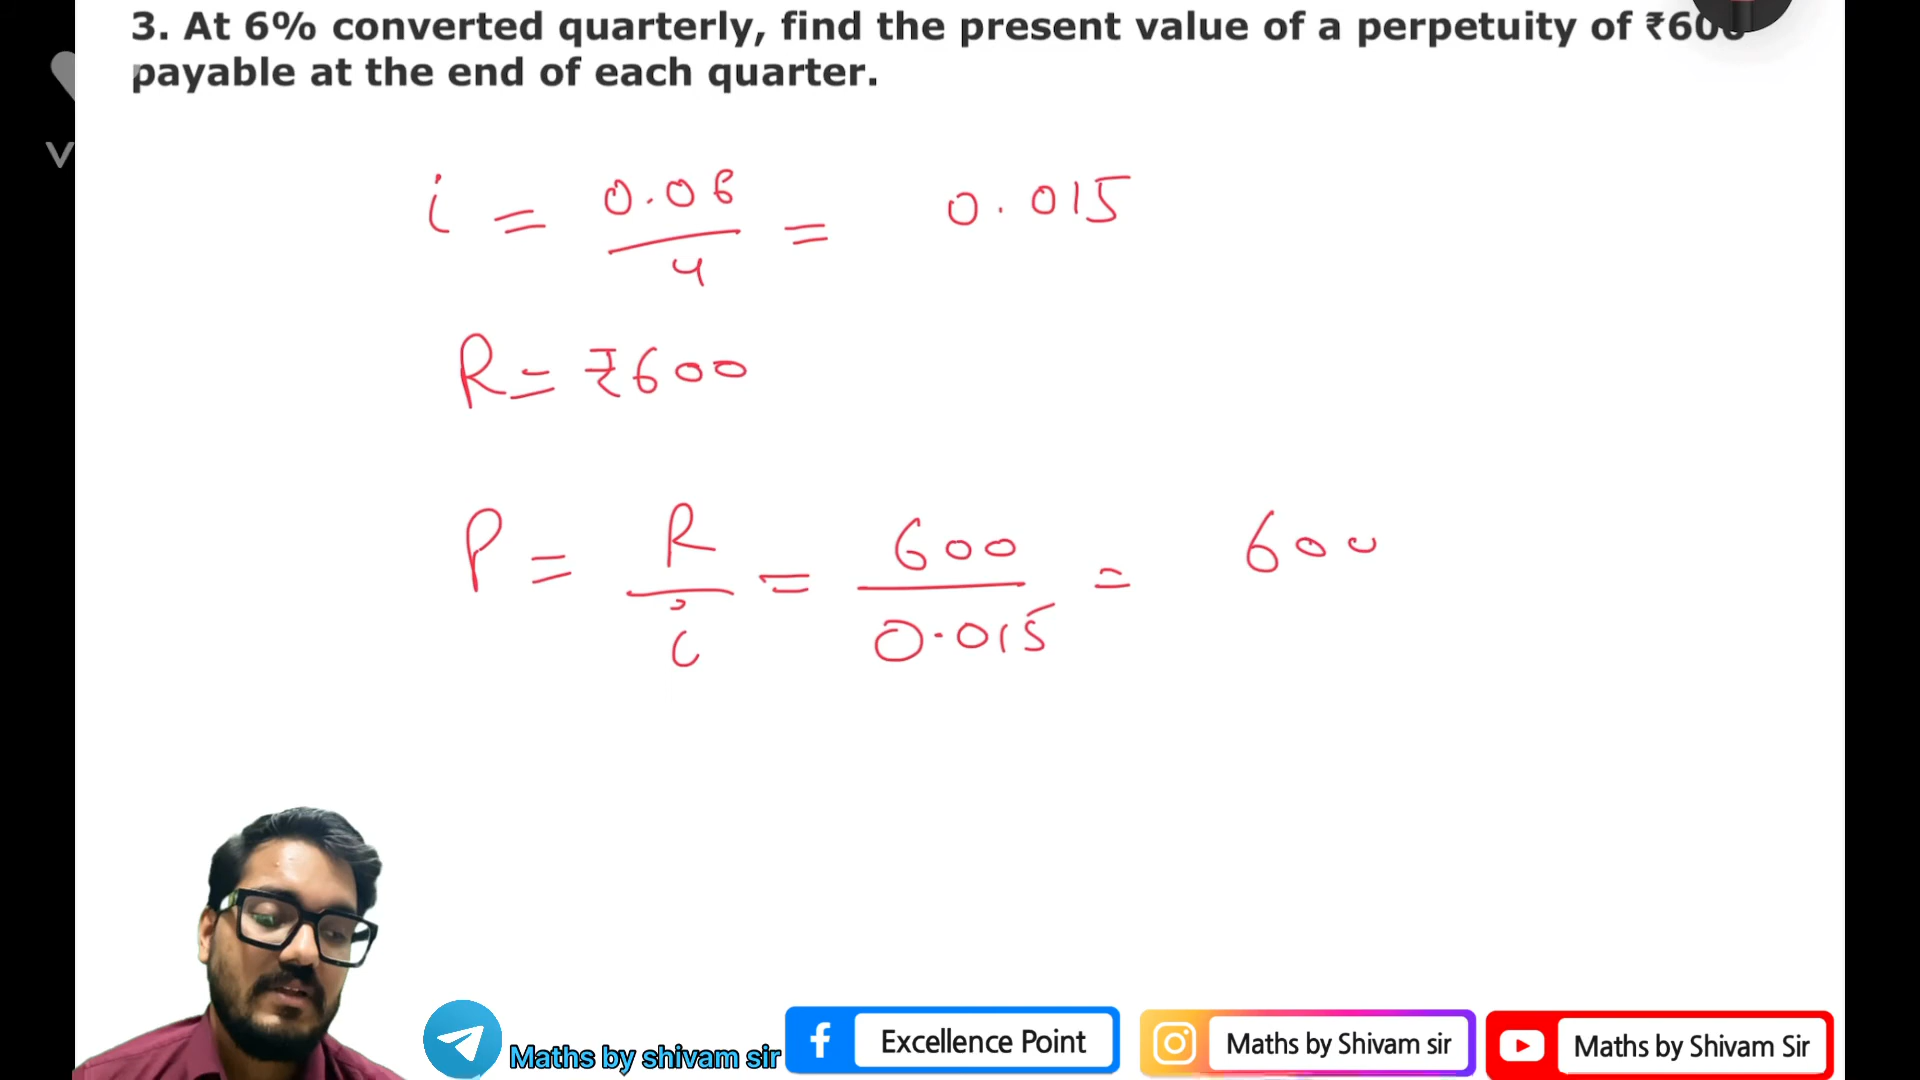 3. At 6% converted quarterly, find the present value of a perpetuity of ₹600
payable at the end of each quarter.
V
i = 0.06/4 = 0.015
R = ₹600
P = R/i = 600/0.015 = 600
Maths by shivam sir
Excellence Point
Maths by Shivam sir
Maths by Shivam Sir